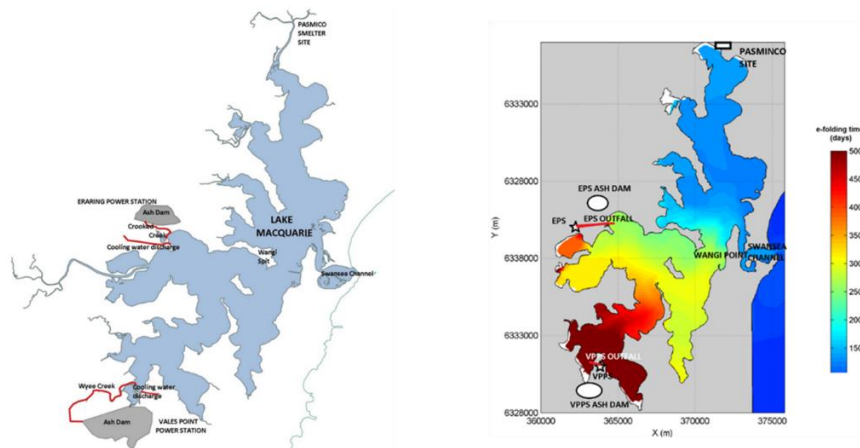 PASMICO
SMELTER
SITE
ERARING POWER STATION
Ash Dam
Crooked
Creek
Cooling water discharge
LAKE
MACQUARIE
Wangi
Spit
Swansea Channel
Wyee Creek
Cooling water
discharge
Ash Dam
VALES POINT
POWER STATION
PASMINCO
SITE
EPS ASH DAM
EPS
EPS OUTFALL
WANGI POINT
SWANSEA
CHANNEL
VPPS OUTFALL
VPPS
VPPS ASH DAM
Y (m)
6333000
6328000
6338000
6333000
6328000
360000
365000
370000
375000
X (m)
e-folding time
(days)
500
450
400
350
300
250
200
150